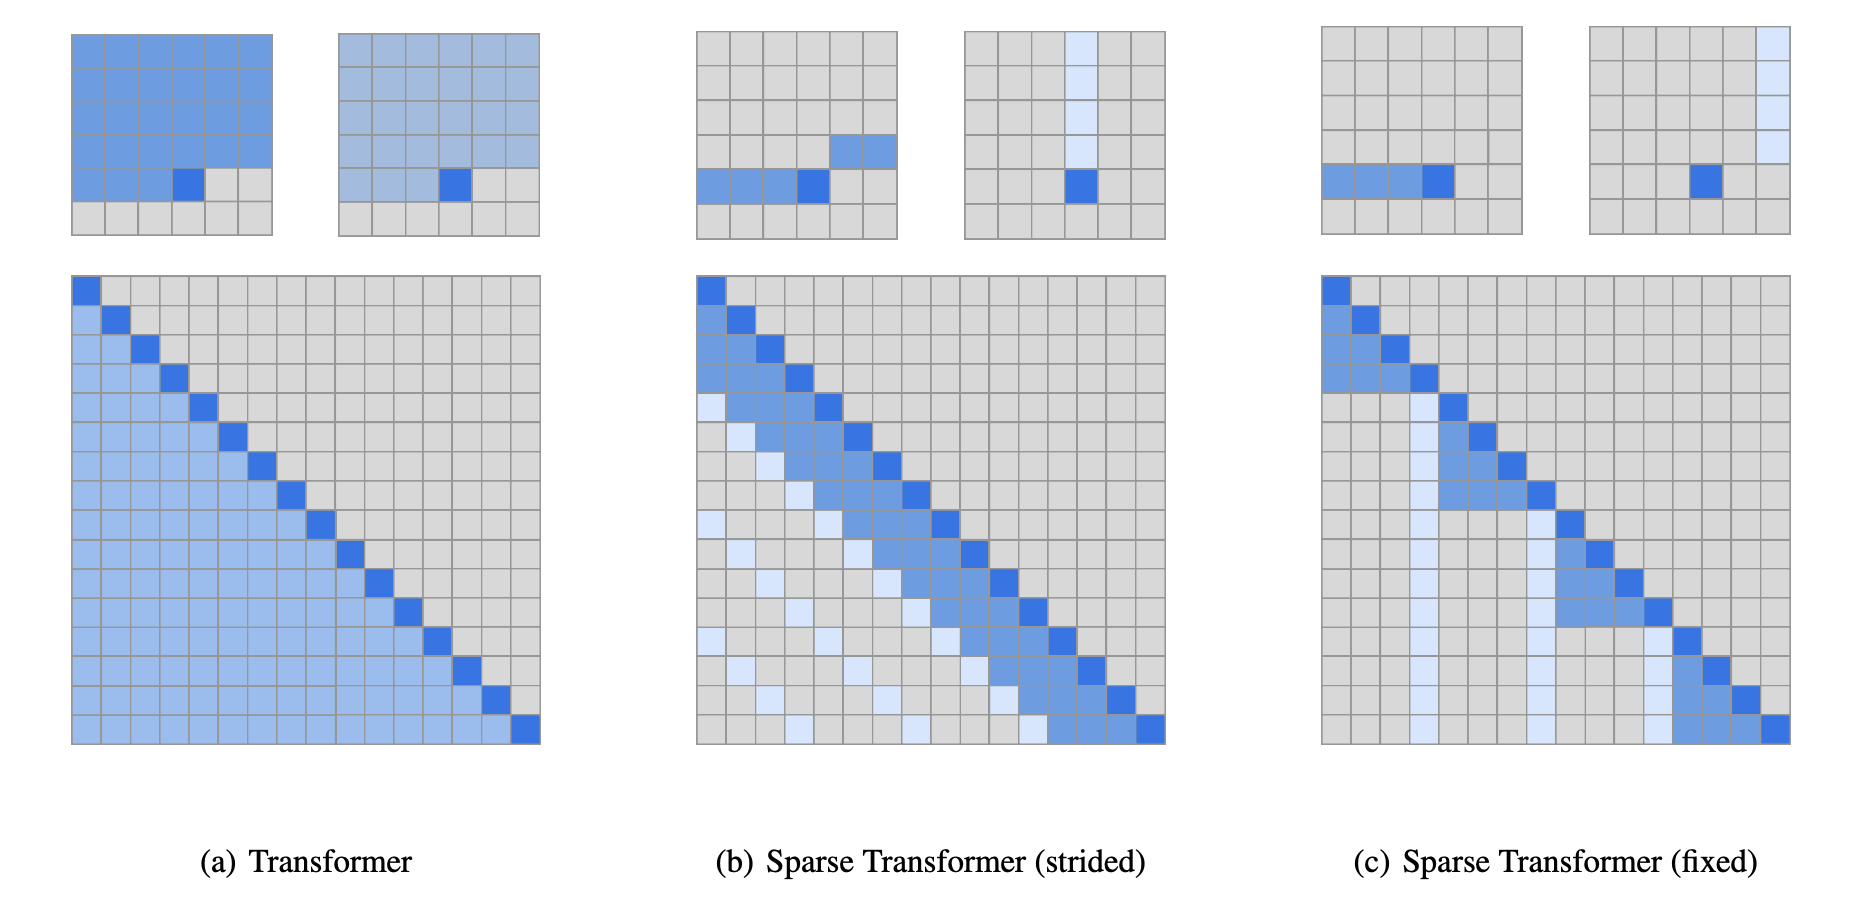 (a) Transformer
(b) Sparse Transformer (strided)
(c) Sparse Transformer (fixed)